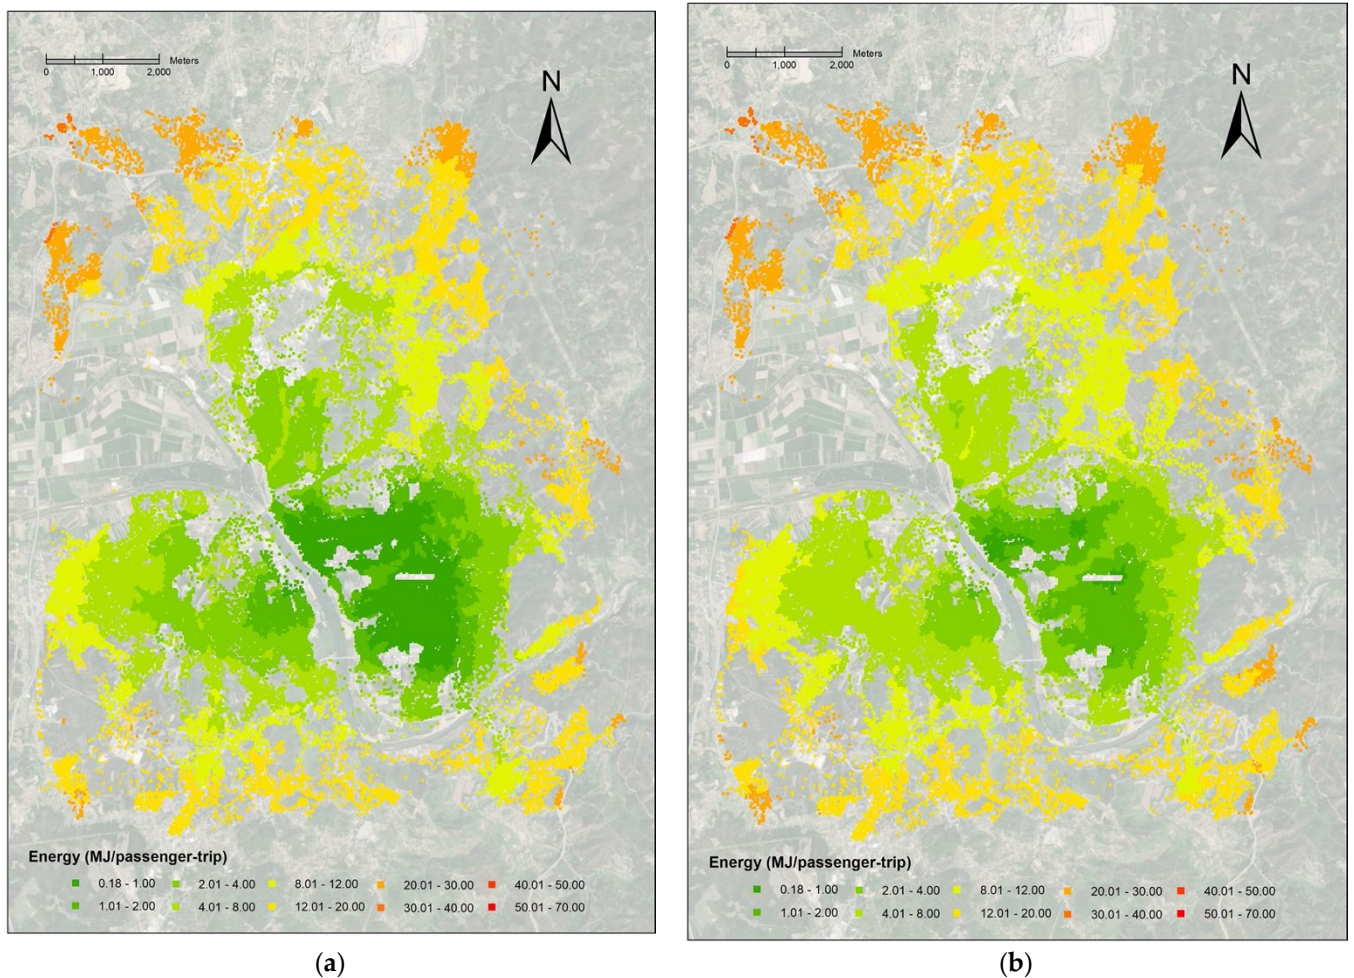 Meters
0 1,000 2,000
N
Energy (MJ/passenger-trip)
0.18 - 1.00 2.01 - 4.00 8.01 - 12.00 20.01 - 30.00 40.01 - 50.00
1.01 - 2.00 4.01 - 8.00 12.01 - 20.00 30.01 - 40.00 50.01 - 70.00
(a)
Meters
0 1,000 2,000
N
Energy (MJ/passenger-trip)
0.18 - 1.00 2.01 - 4.00 8.01 - 12.00 20.01 - 30.00 40.01 - 50.00
1.01 - 2.00 4.01 - 8.00 12.01 - 20.00 30.01 - 40.00 50.01 - 70.00
(b)